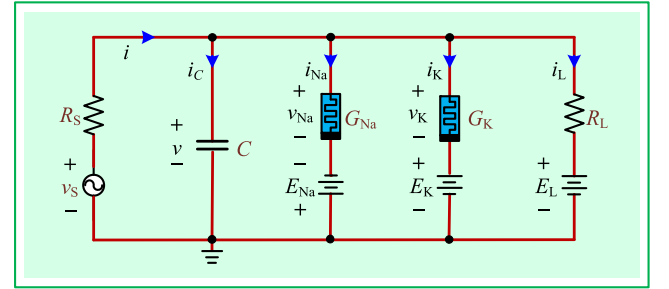 i
i_C
i_Na
i_K
i_L
R_S
+
v
−
C
+
v_Na
−
G_Na
+
v_K
−
G_K
R_L
+
v_S
−
−
E_Na
+
+
E_K
−
+
E_L
−